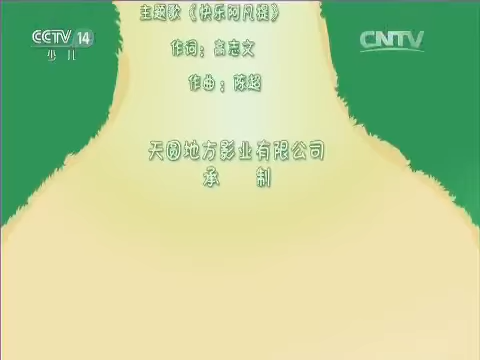 主题歌《快乐阿凡提》
CCTV 14
少儿
CNTV
作词：高志文
作曲：陈超
天圆地方影业有限公司
承 制